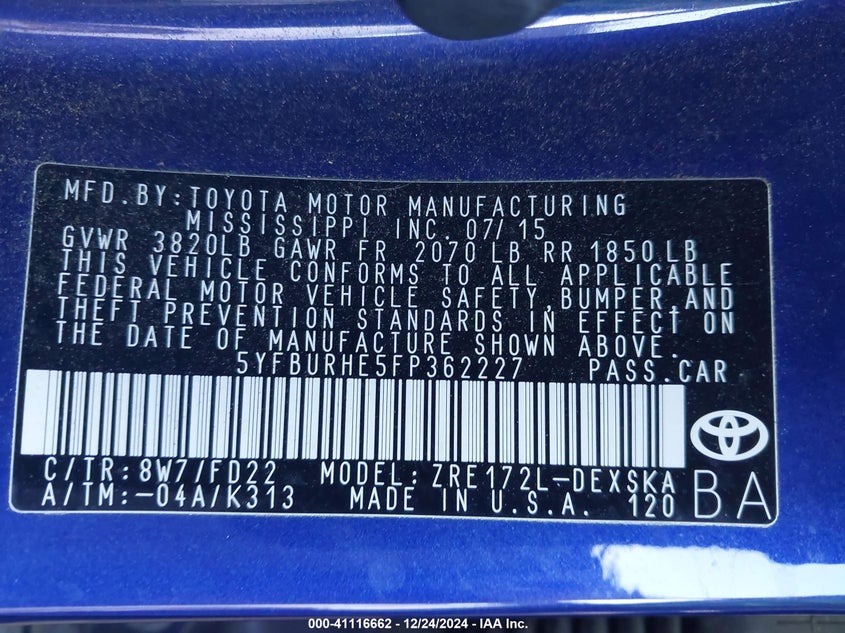 MFD.BY:TOYOTA MOTOR MANUFACTURING
MISSISSIPPI INC. 07/15
GVWR 3820LB GAWR FR 2070 LB RR 1850 LB
THIS VEHICLE CONFORMS TO ALL APPLICABLE
FEDERAL MOTOR VEHICLE SAFETY,BUMPER,AND
THEFT PREVENTION STANDARDS IN EFFECT ON
THE DATE OF MANUFACTURE SHOWN ABOVE.
5YFBURHE5FP362227 PASS.CAR
C/TR:8W7/FD22 MODEL:ZRE172L-DEXSKA
A/TM:-04A/K313 MADE IN U.S.A. 120
BA
000-41116662 - 12/24/2024 - IAA Inc.